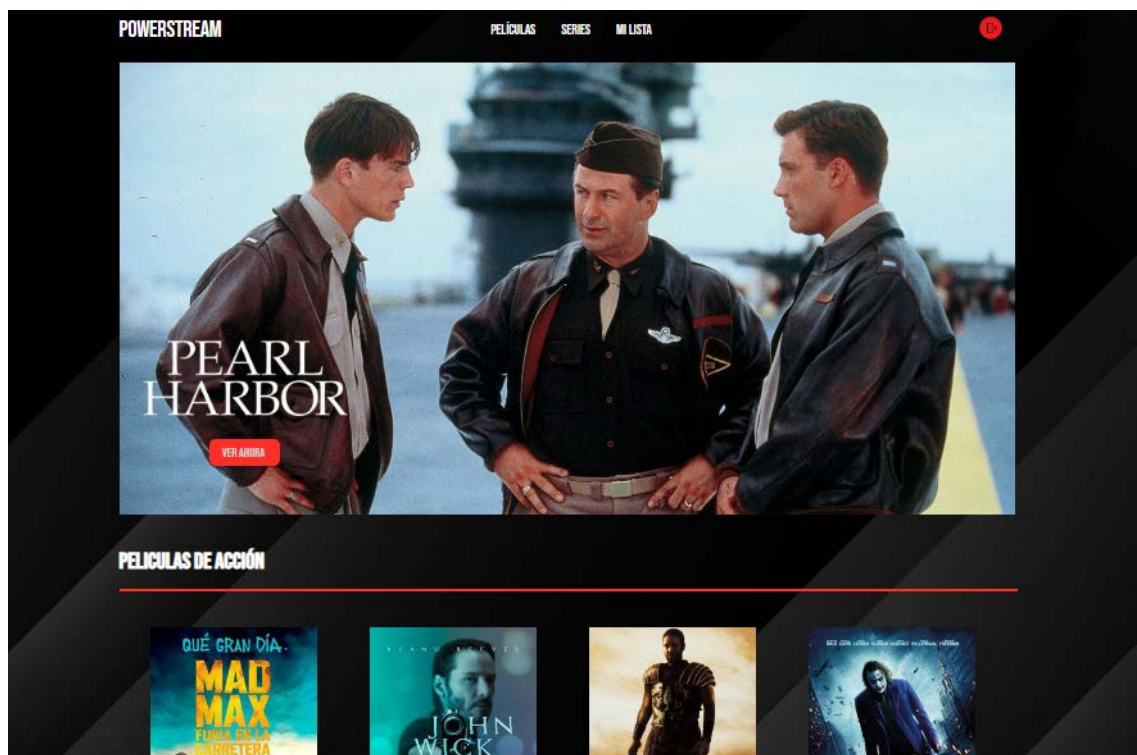 POWERSTREAM
PELÍCULAS SERIES MI LISTA
PEARL
HARBOR
VER AHORA
PELICULAS DE ACCIÓN
QUÉ GRAN DÍA.
MAD
MAX
FURIA EN LA
CARRETERA
KEANU REEVES
JOHN
WICK